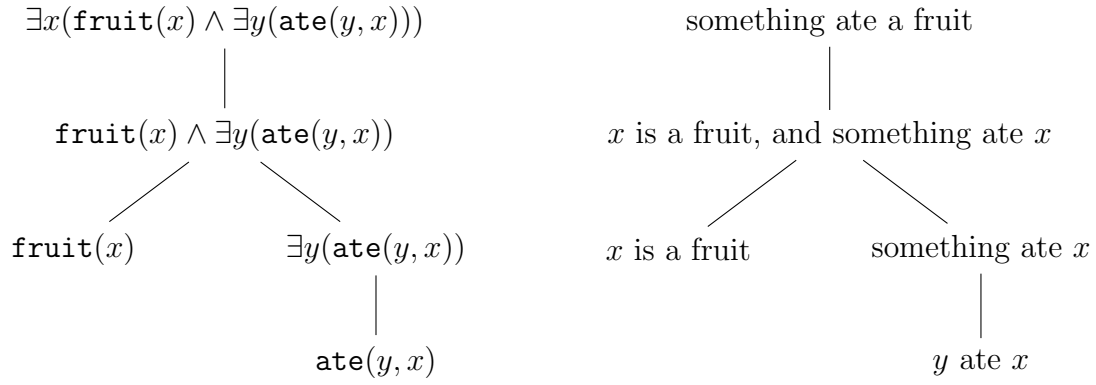 ∃x(fruit(x) ∧ ∃y(ate(y, x))) something ate a fruit
fruit(x) ∧ ∃y(ate(y, x)) x is a fruit, and something ate x
fruit(x) ∃y(ate(y, x)) x is a fruit something ate x
ate(y, x) y ate x